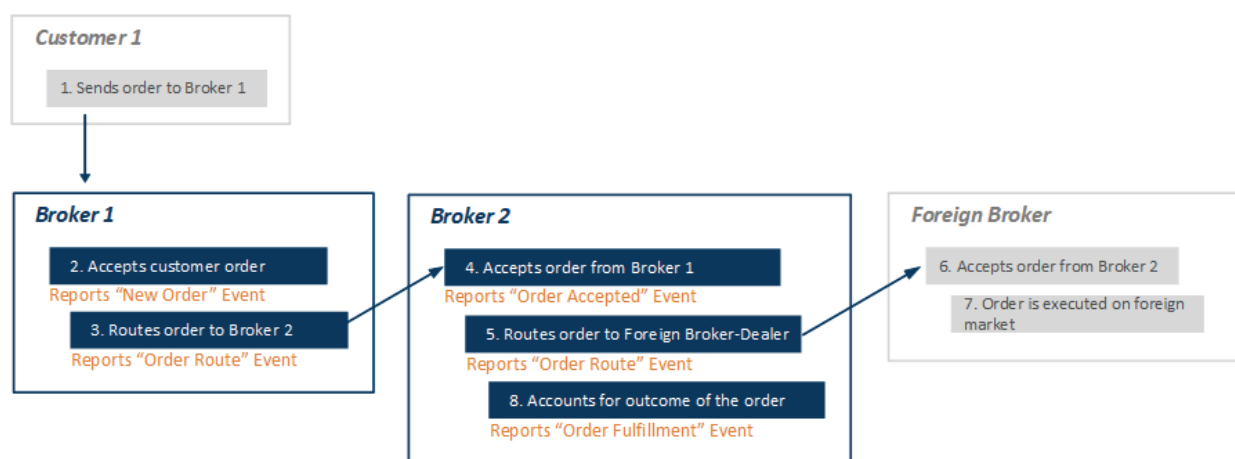 Customer 1
1. Sends order to Broker 1
Broker 1
2. Accepts customer order
Reports “New Order” Event
3. Routes order to Broker 2
Reports “Order Route” Event
Broker 2
4. Accepts order from Broker 1
Reports “Order Accepted” Event
5. Routes order to Foreign Broker-Dealer
Reports “Order Route” Event
8. Accounts for outcome of the order
Reports “Order Fulfillment” Event
Foreign Broker
6. Accepts order from Broker 2
7. Order is executed on foreign
market